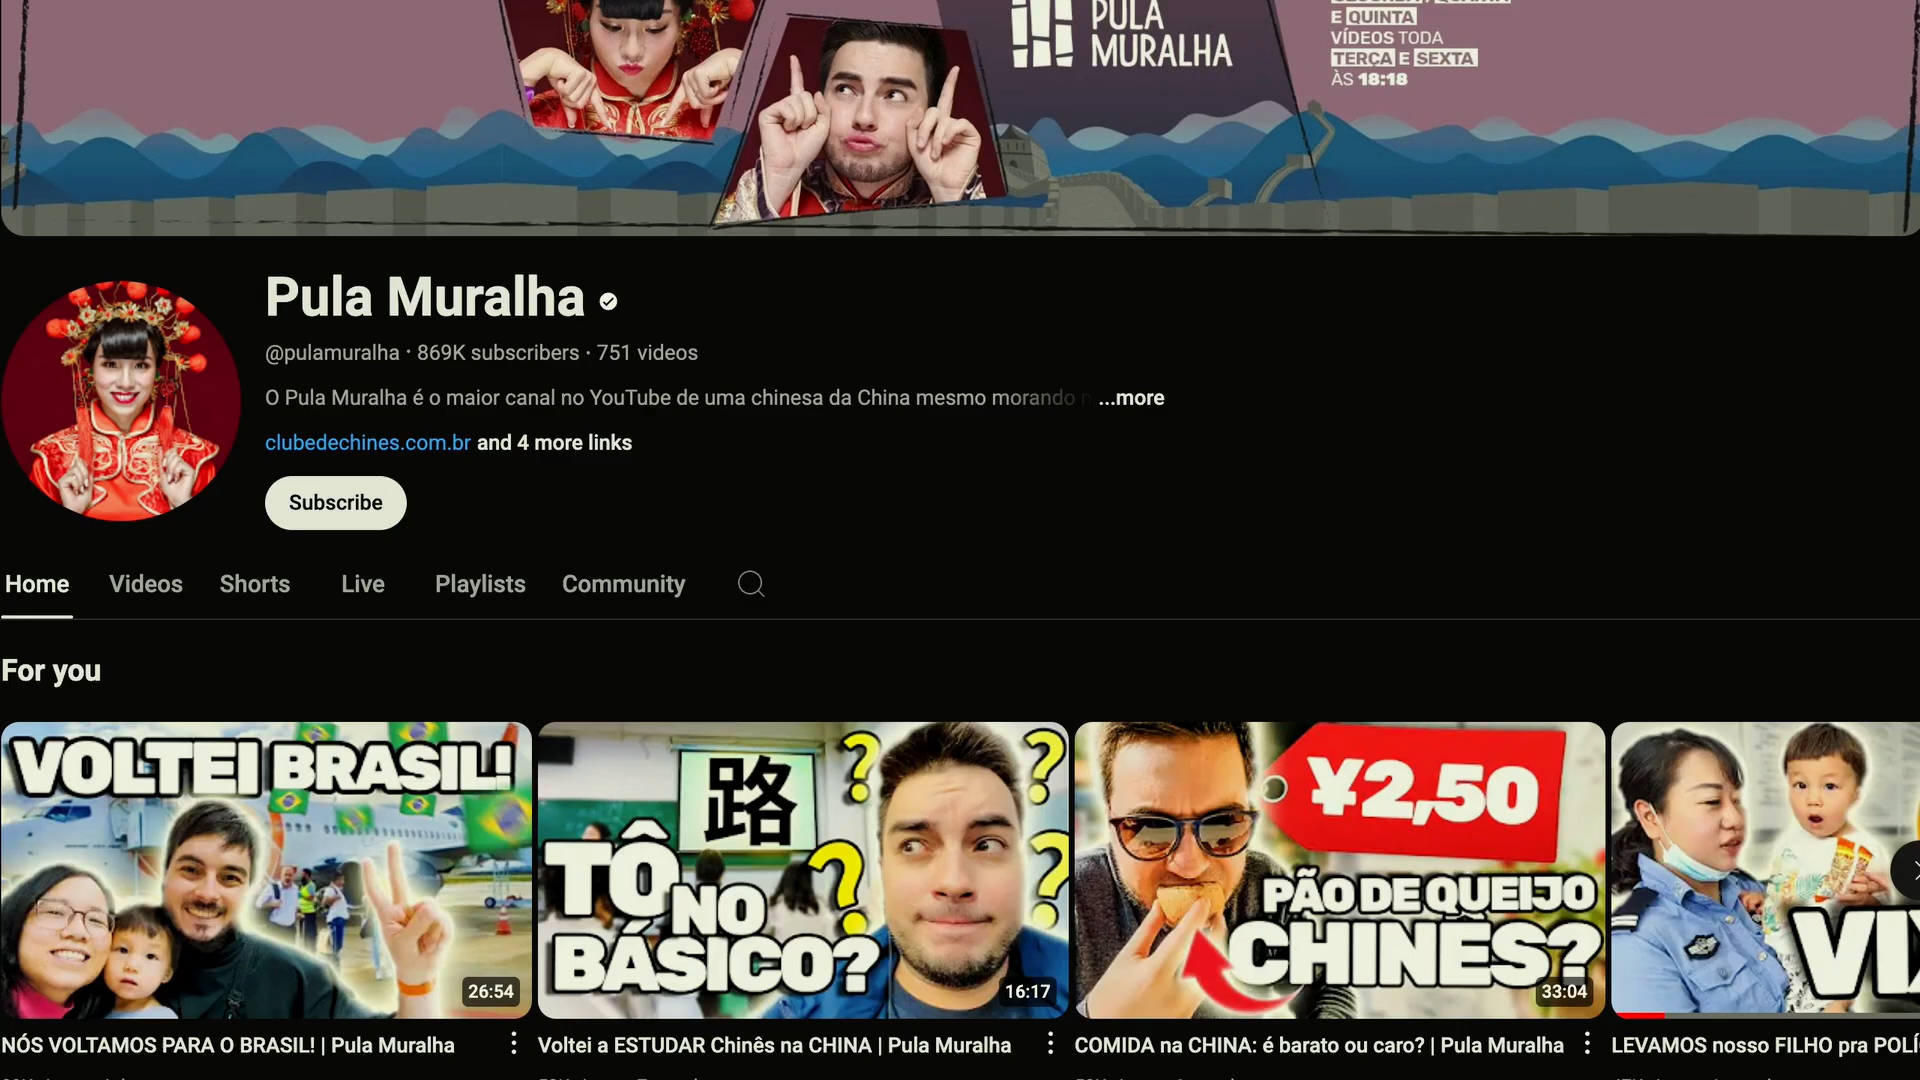 PULA
MURALHA
E QUINTA
VÍDEOS TODA
TERÇA E SEXTA
ÀS 18:18
Pula Muralha
@pulamuralha · 869K subscribers · 751 videos
O Pula Muralha é o maior canal no YouTube de uma chinesa da China mesmo morando ...more
clubedechines.com.br and 4 more links
Subscribe
Home Videos Shorts Live Playlists Community
For you
VOLTEI BRASIL!
26:54
路
TÔ NO
BÁSICO?
16:17
¥2,50
PÃO DE QUEIJO
CHINÊS?
33:04
NÓS VOLTAMOS PARA O BRASIL! | Pula Muralha
Voltei a ESTUDAR Chinês na CHINA | Pula Muralha
COMIDA na CHINA: é barato ou caro? | Pula Muralha
LEVAMOS nosso FILHO pra